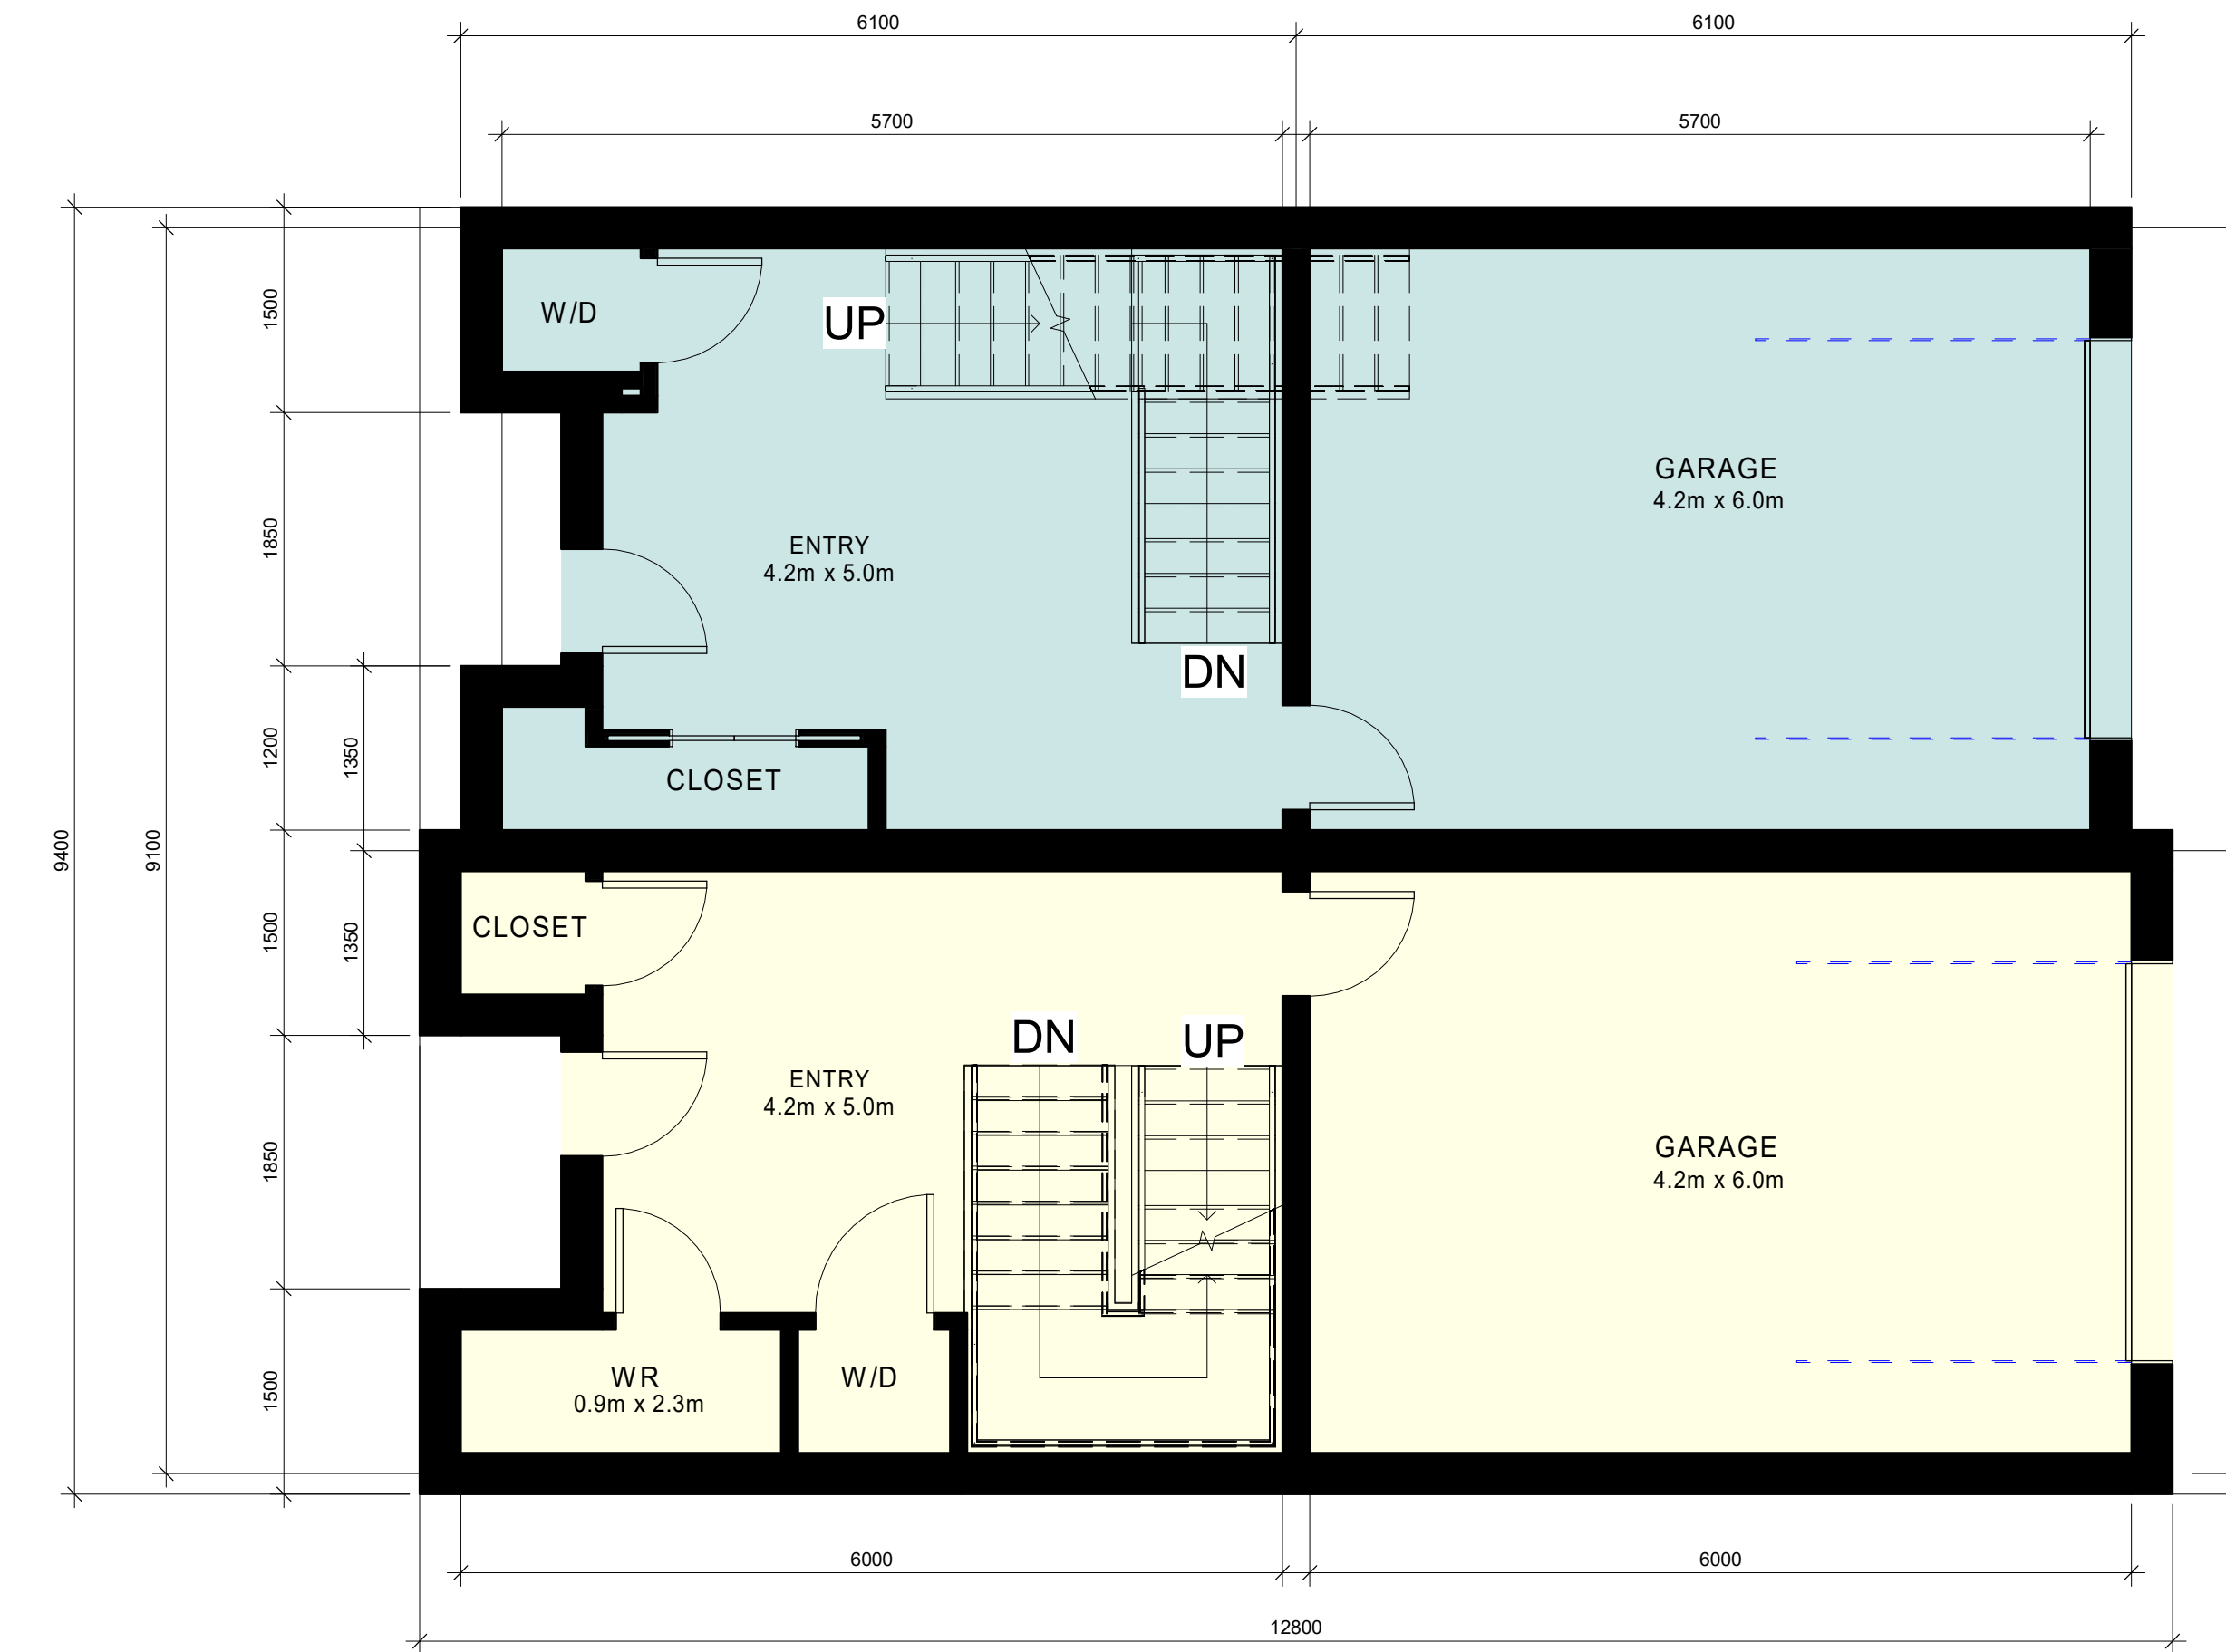 6100
6100
5700
5700
W/D
UP
1500
GARAGE
4.2m x 6.0m
ENTRY
4.2m x 5.0m
1850
DN
1200
1350
CLOSET
9400
9100
CLOSET
1500
1350
DN
UP
ENTRY
4.2m x 5.0m
GARAGE
4.2m x 6.0m
1850
WR
0.9m x 2.3m
W/D
1500
6000
6000
12800